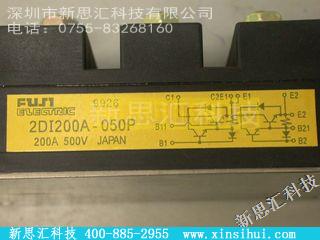 深圳市新思汇科技有限公司
电话：0755-83268160
FUSI
ELECTRIC
9926
2DI200A-050P
200A 500V JAPAN
C1 C2E1 E1 E2
B11
B1
E2
B21
B2
新思汇科技
新思汇科技 400-885-2955 www.xinsihui.com